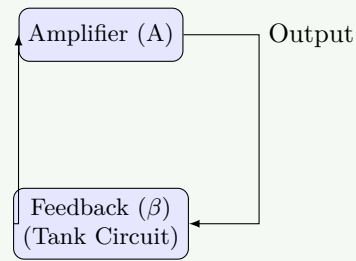 Amplifier (A)
Output
Feedback (β)
(Tank Circuit)